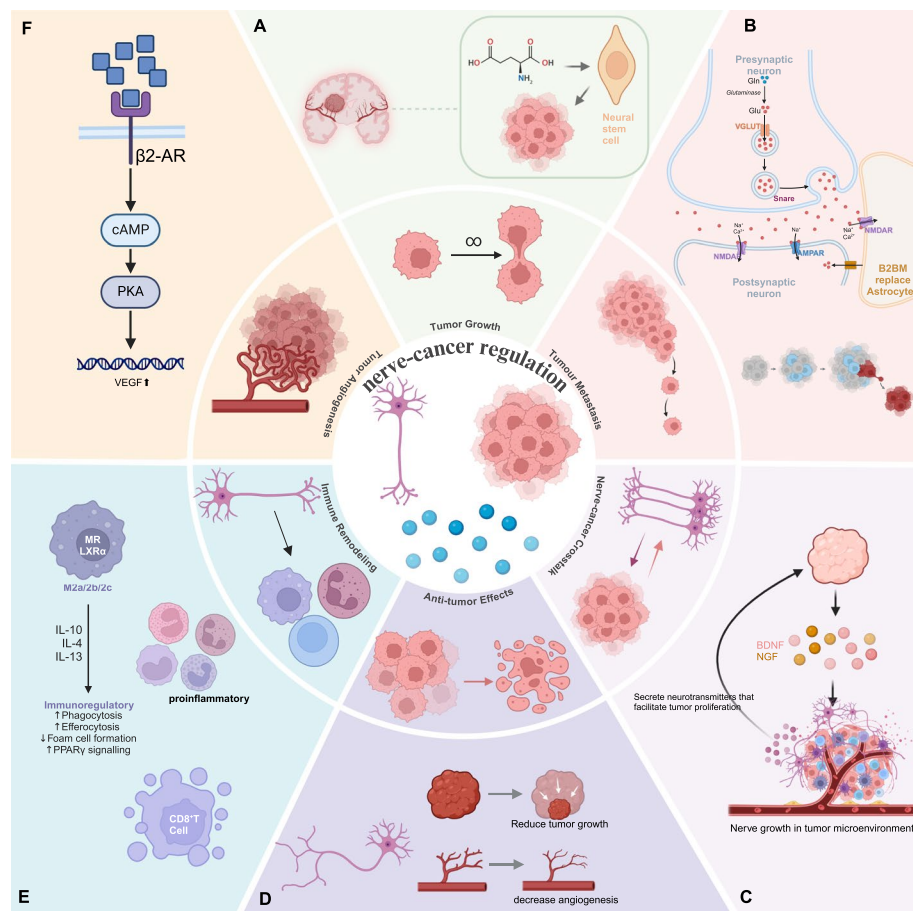 F
β2-AR
cAMP
PKA
VEGF⬆
A
HO
O
O
OH
NH₂
Neural
stem
cell
B
Presynaptic
neuron
Gln
Glutaminase
Glu
VGLUT
Snare
Na⁺
Ca²⁺
Na⁺
Na⁺
Ca²⁺
NMDAR
NMDAR
AMPAR
Postsynaptic
neuron
B2BM
replace
Astrocyte
∞
Tumor Growth
nerve-cancer regulation
Tumor Angiogenesis
Tumour Metastasis
Immune Remodeling
Nerve-cancer Crosstalk
Anti-tumor Effects
MR
LXRα
M2a/2b/2c
IL-10
IL-4
IL-13
proinflammatory
Immunoregulatory
↑Phagocytosis
↑Efferocytosis
↓Foam cell formation
↑PPARγ signalling
CD8⁺T
Cell
E
Reduce tumor growth
decrease angiogenesis
D
BDNF
NGF
Secrete neurotransmitters that
facilitate tumor proliferation
Nerve growth in tumor microenvironment
C